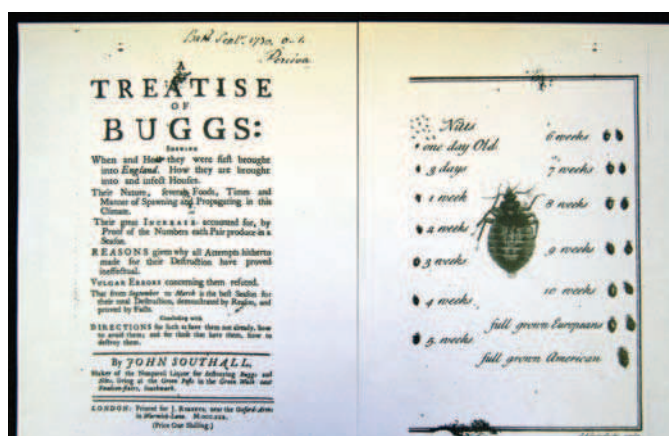 A
TREATISE
OF
BUGGS:
SHEWING
When and How they were first brought
into England. How they are brought
into and infect Houses.
Their Nature, several Foods, Times and
Manner of Spawning and Propagating in this
Climate.
Their great INCREASE accounted for, by
Proof of the Numbers each Pair produce in a
Season.
REASONS given why all Attempts hitherto
made for their Destruction have proved
ineffectual.
VULGAR ERRORS concerning them refuted.
That from September to March is the best Season for
their total Destruction, demonstrated by Reason, and
proved by Facts.
Concluding with
DIRECTIONS for such as have them not already, how
to avoid them; and for those that have them, how to
destroy them.
By JOHN SOUTHALL,
Maker of the Nonpareil Liquor for destroying Buggs and
Nits, living at the Green Posts in the Green Walk near
Faulcon-stairs, Southwark.
LONDON: Printed for J. ROBERTS, near the Oxford-Arms
in Warwick-Lane. M.DCC.XXX.
(Price One Shilling.)
Nitts
one day Old.
3 days
1 week
2 weeks
3 weeks
4 weeks
5 weeks
6 weeks
7 weeks
8 weeks
9 weeks
10 weeks
full grown Europeans
full grown American